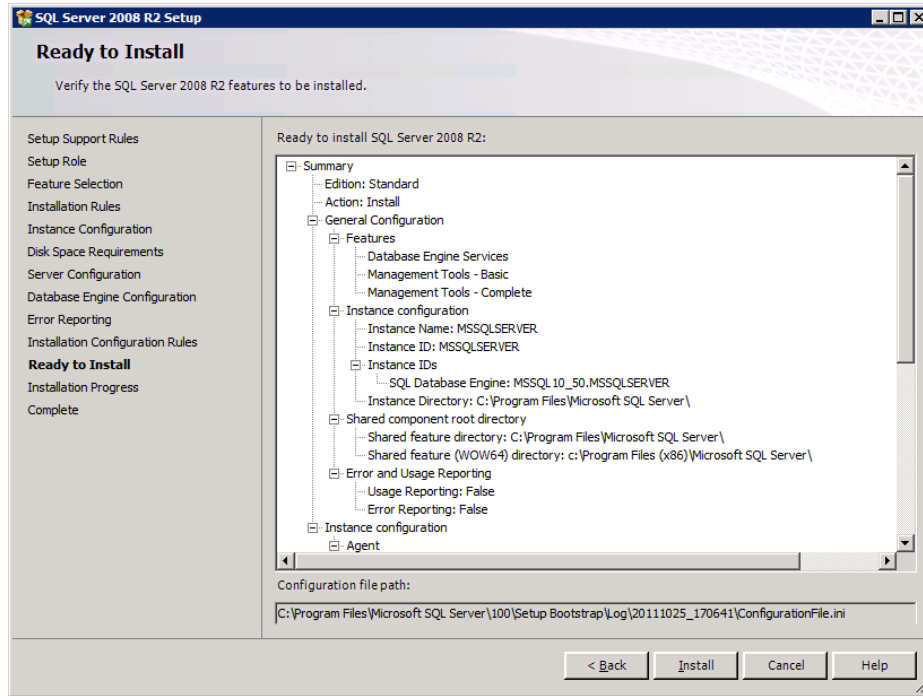 SQL Server 2008 R2 Setup
Ready to Install
Verify the SQL Server 2008 R2 features to be installed.
Setup Support Rules
Setup Role
Feature Selection
Installation Rules
Instance Configuration
Disk Space Requirements
Server Configuration
Database Engine Configuration
Error Reporting
Installation Configuration Rules
Ready to Install
Installation Progress
Complete
Ready to install SQL Server 2008 R2:
Summary
Edition: Standard
Action: Install
General Configuration
Features
Database Engine Services
Management Tools - Basic
Management Tools - Complete
Instance configuration
Instance Name: MSSQLSERVER
Instance ID: MSSQLSERVER
Instance IDs
SQL Database Engine: MSSQL10_50.MSSQLSERVER
Instance Directory: C:\Program Files\Microsoft SQL Server\
Shared component root directory
Shared feature directory: C:\Program Files\Microsoft SQL Server\
Shared feature (WOW64) directory: c:\Program Files (x86)\Microsoft SQL Server\
Error and Usage Reporting
Usage Reporting: False
Error Reporting: False
Instance configuration
Agent
Configuration file path:
C:\Program Files\Microsoft SQL Server\100\Setup Bootstrap\Log\20111025_170641\ConfigurationFile.ini
< Back
Install
Cancel
Help